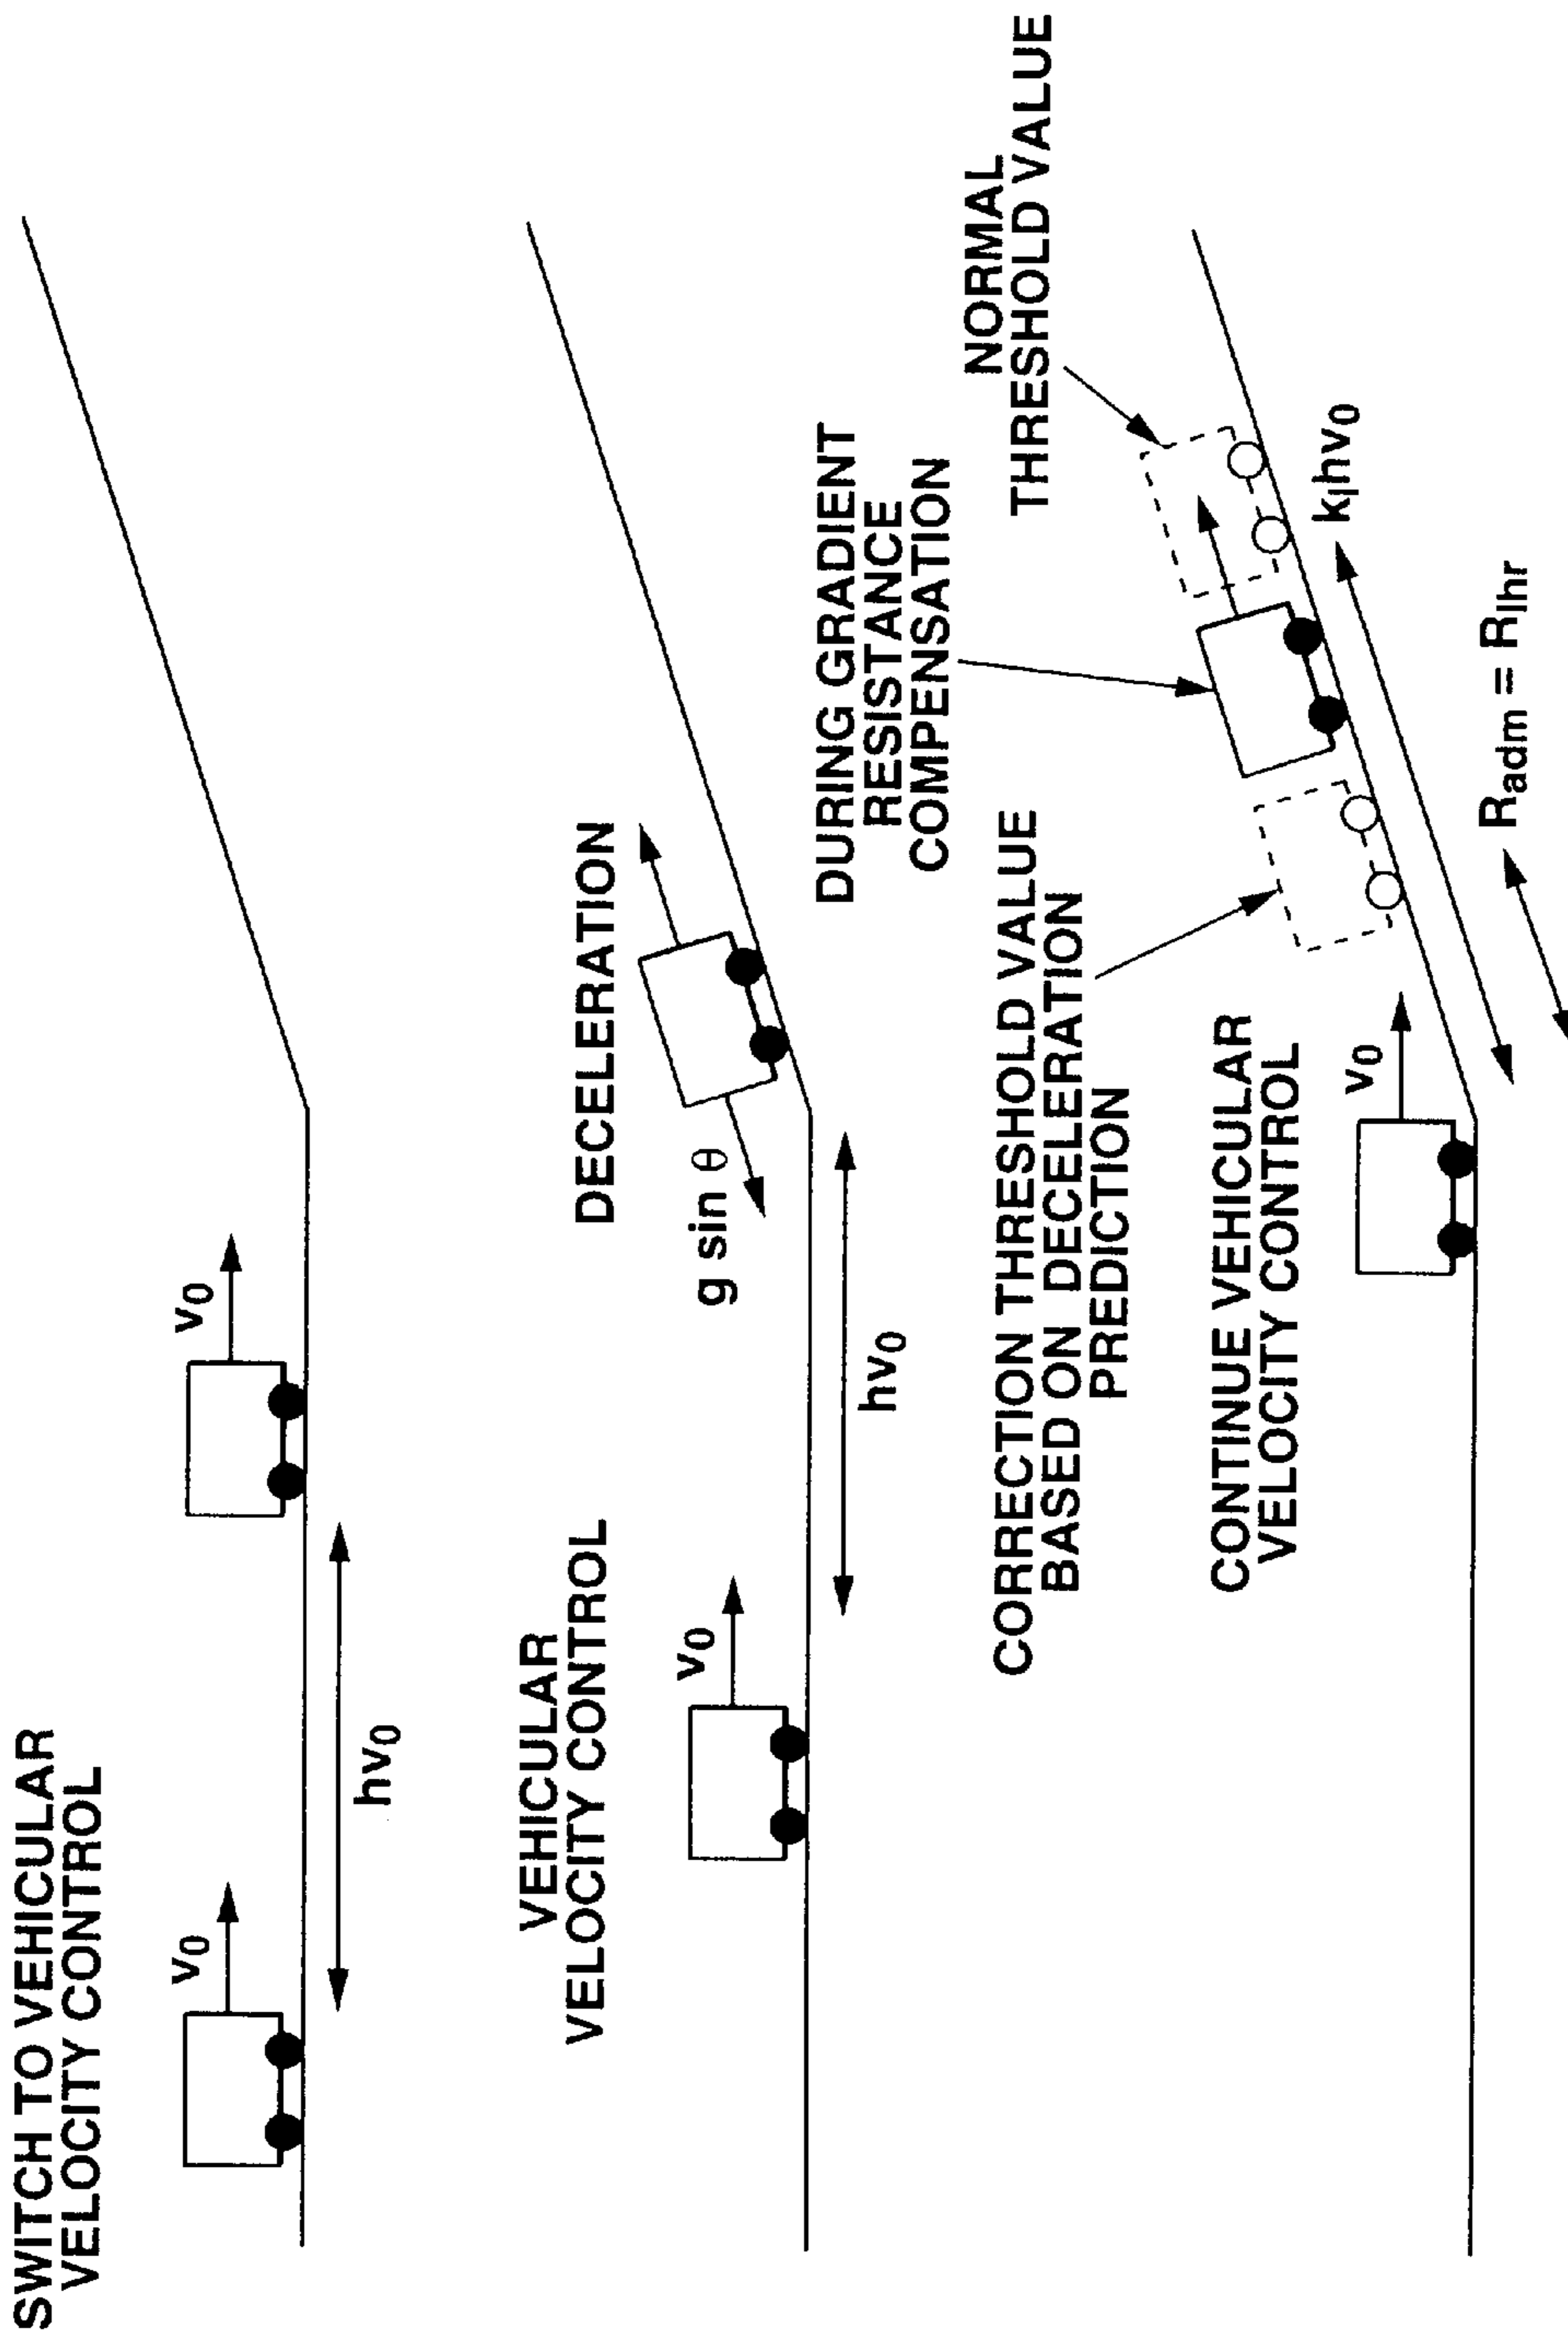 SWITCH TO VEHICULAR
VELOCITY CONTROL
v0
v0
hv0
VEHICULAR
VELOCITY CONTROL
v0
DECELERATION
g sin θ
hv0
DURING GRADIENT
RESISTANCE
COMPENSATION
NORMAL
THRESHOLD VALUE
CORRECTION THRESHOLD VALUE
BASED ON DECELERATION
PREDICTION
CONTINUE VEHICULAR
VELOCITY CONTROL
v0
klhv0
Radm = Rlhr